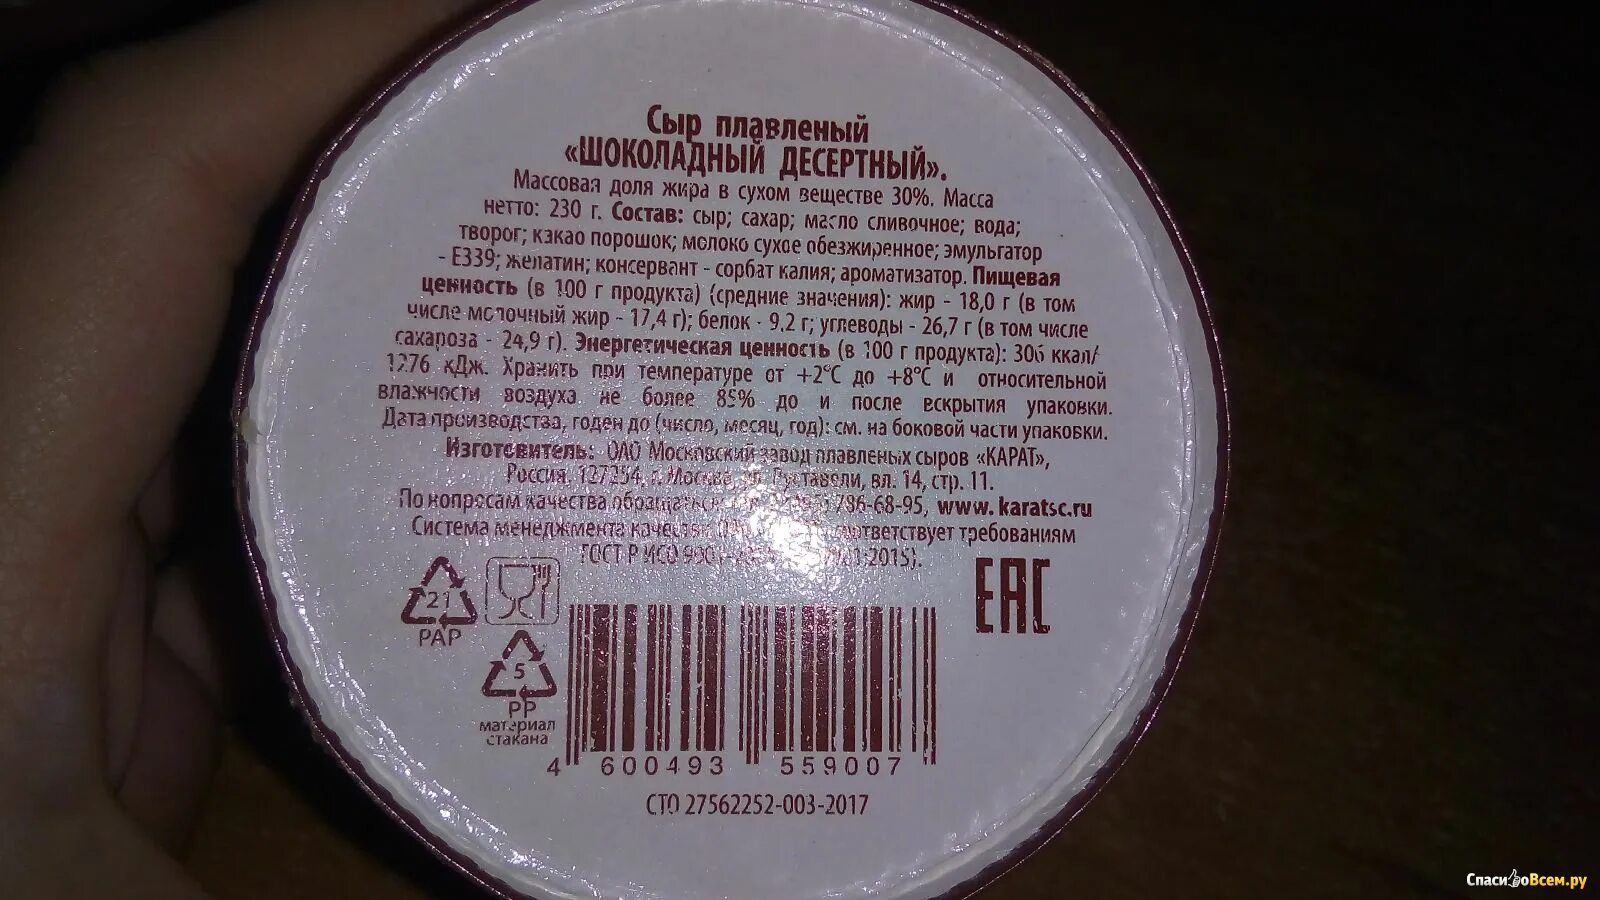 Сыр плавленый
«ШОКОЛАДНЫЙ ДЕСЕРТНЫЙ».
Массовая доля жира в сухом веществе 30%. Масса
нетто: 230 г. Состав: сыр; сахар; масло сливочное; вода;
творог; какао порошок; молоко сухое обезжиренное; эмульгатор
- Е339; желатин; консервант - сорбат калия; ароматизатор. Пищевая
ценность (в 100 г продукта) (средние значения): жир - 18,0 г (в том
числе молочный жир - 17,4 г); белок - 9,2 г; углеводы - 26,7 г (в том числе
сахароза - 24,9 г). Энергетическая ценность (в 100 г продукта): 306 ккал/
1276 кДж. Хранить при температуре от +2°С до +8°С и относительной
влажности воздуха не более 85% до и после вскрытия упаковки.
Дата производства, годен до (число, месяц, год): см. на боковой части упаковки.
Изготовитель: ОАО Московский завод плавленых сыров «КАРАТ»,
Россия, 127254, г. Москва, ул. Руставели, вл. 14, стр. 11.
По вопросам качества обращаться 786-68-95, www. karatsc.ru
Система менеджмента качества ОАО соответствует требованиям
ГОСТ Р ИСО 2015).
21
PAP
EAC
5
PP
материал
стакана
4 600493 559007
СТО 27562252-003-2017
СпасибоВсем.ру